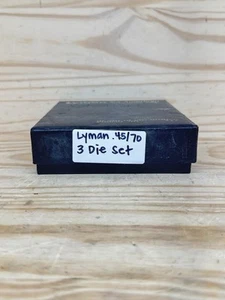 Lyman .45/70
3 Die Set